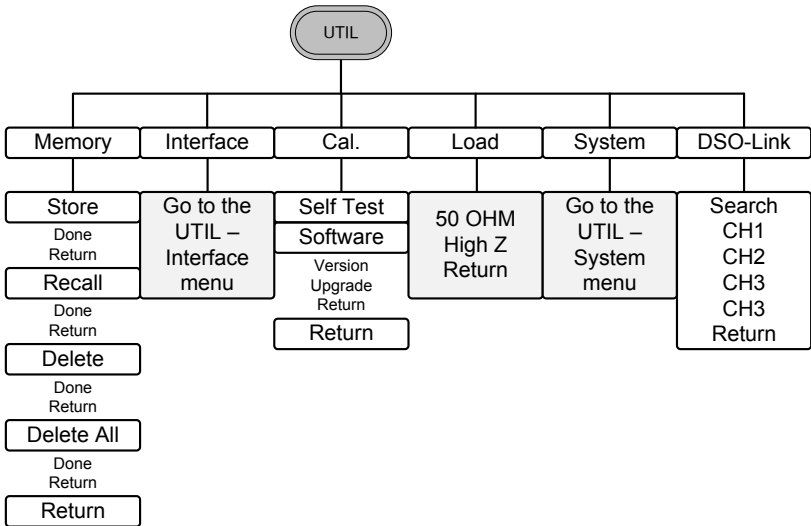 UTIL
Memory
Interface
Cal.
Load
System
DSO-Link
Store
Done
Return
Recall
Done
Return
Delete
Done
Return
Delete All
Done
Return
Return
Go to the
UTIL –
Interface
menu
Self Test
Software
Version
Upgrade
Return
Return
50 OHM
High Z
Return
Go to the
UTIL –
System
menu
Search
CH1
CH2
CH3
CH3
Return